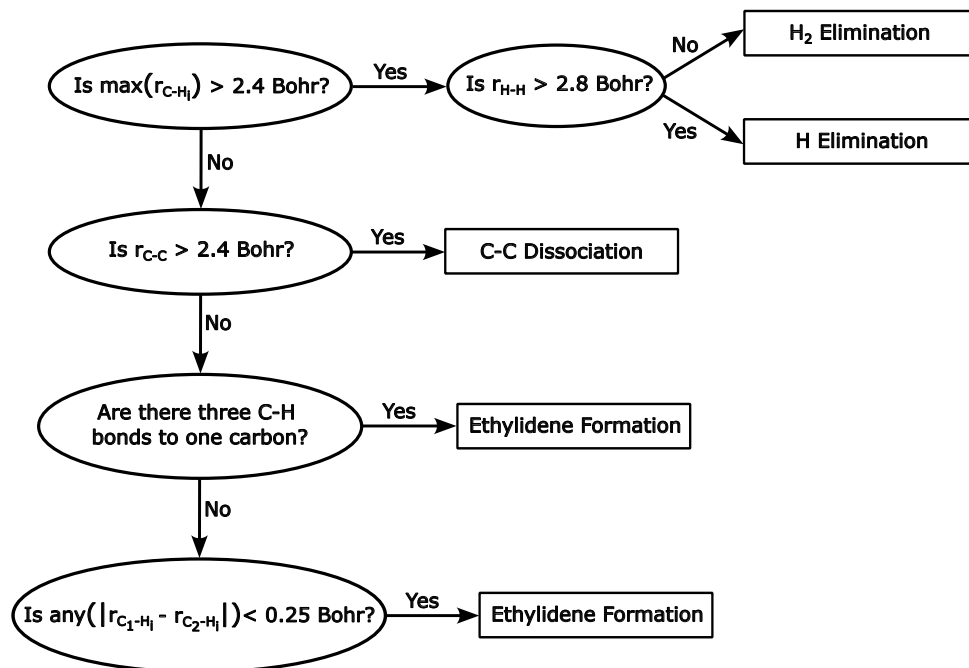 Is max(r_C-H_i) > 2.4 Bohr?
Yes
Is r_H-H > 2.8 Bohr?
No
H₂ Elimination
Yes
H Elimination
No
Is r_C-C > 2.4 Bohr?
Yes
C-C Dissociation
No
Are there three C-H
bonds to one carbon?
Yes
Ethylidene Formation
No
Is any(|r_C₁-H_i - r_C₂-H_i|) < 0.25 Bohr?
Yes
Ethylidene Formation